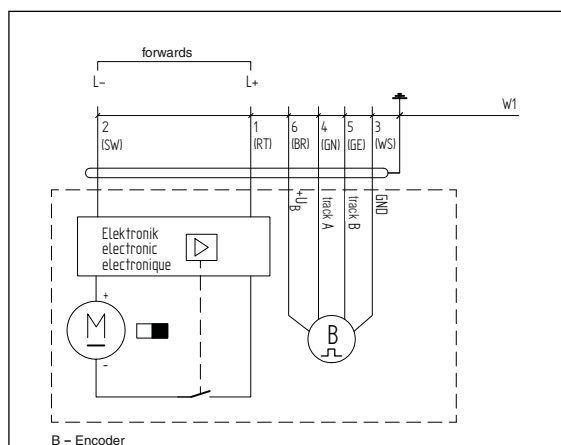 forwards
L–
L+
W1
2
(SW)
1
(RT)
6
(BR)
4
(GN)
5
(GE)
3
(WS)
+UB
track A
track B
GND
Elektronik
electronic
electronique
+
M
–
B
B – Encoder